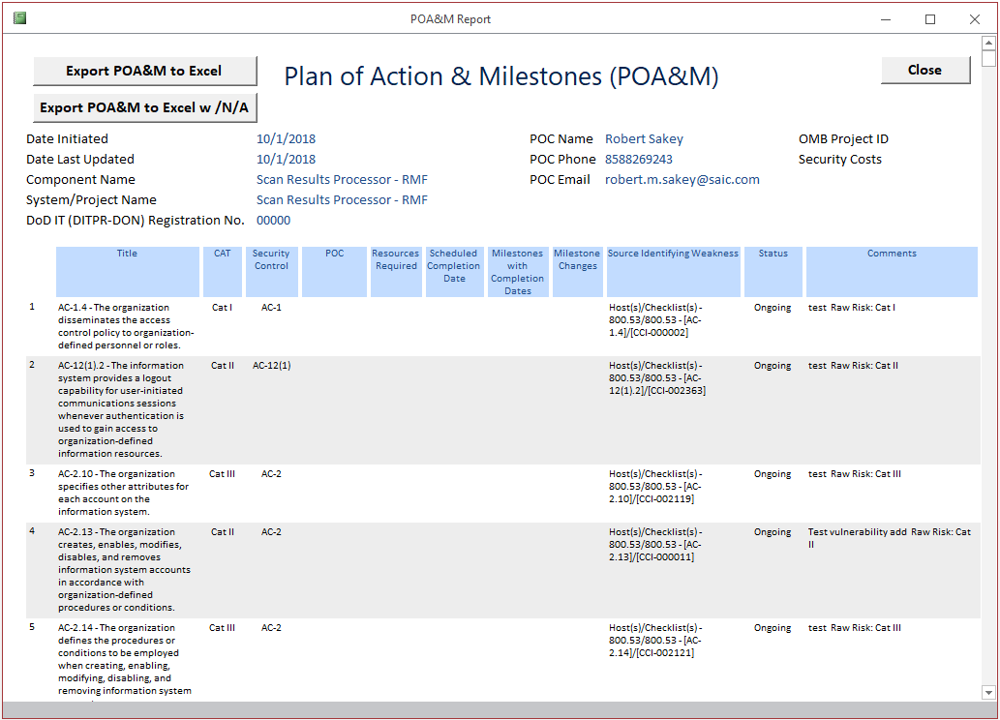 POA&M Report
Export POA&M to Excel
Plan of Action & Milestones (POA&M)
Close
Export POA&M to Excel w /N/A
Date Initiated 10/1/2018 POC Name Robert Sakey OMB Project ID
Date Last Updated 10/1/2018 POC Phone 8588269243 Security Costs
Component Name Scan Results Processor - RMF POC Email robert.m.sakey@saic.com
System/Project Name Scan Results Processor - RMF
DoD IT (DITPR-DON) Registration No. 00000
Title
CAT
Security
Control
POC
Resources
Required
Scheduled
Completion
Date
Milestones
with
Completion
Dates
Milestone
Changes
Source Identifying Weakness
Status
Comments
1
AC-1.4 - The organization
disseminates the access
control policy to organization-
defined personnel or roles.
Cat I
AC-1
Host(s)/Checklist(s) -
800.53/800.53 - [AC-
1.4]/[CCI-000002]
Ongoing
test Raw Risk: Cat I
2
AC-12(1).2 - The information
system provides a logout
capability for user-initiated
communications sessions
whenever authentication is
used to gain access to
organization-defined
information resources.
Cat II
AC-12(1)
Host(s)/Checklist(s) -
800.53/800.53 - [AC-
12(1).2]/[CCI-002363]
Ongoing
test Raw Risk: Cat II
3
AC-2.10 - The organization
specifies other attributes for
each account on the
information system.
Cat III
AC-2
Host(s)/Checklist(s) -
800.53/800.53 - [AC-
2.10]/[CCI-002119]
Ongoing
test Raw Risk: Cat III
4
AC-2.13 - The organization
creates, enables, modifies,
disables, and removes
information system accounts
in accordance with
organization-defined
procedures or conditions.
Cat II
AC-2
Host(s)/Checklist(s) -
800.53/800.53 - [AC-
2.13]/[CCI-000011]
Ongoing
Test vulnerability add Raw Risk: Cat
II
5
AC-2.14 - The organization
defines the procedures or
conditions to be employed
when creating, enabling,
modifying, disabling, and
removing information system
Cat III
AC-2
Host(s)/Checklist(s) -
800.53/800.53 - [AC-
2.14]/[CCI-002121]
Ongoing
test Raw Risk: Cat III